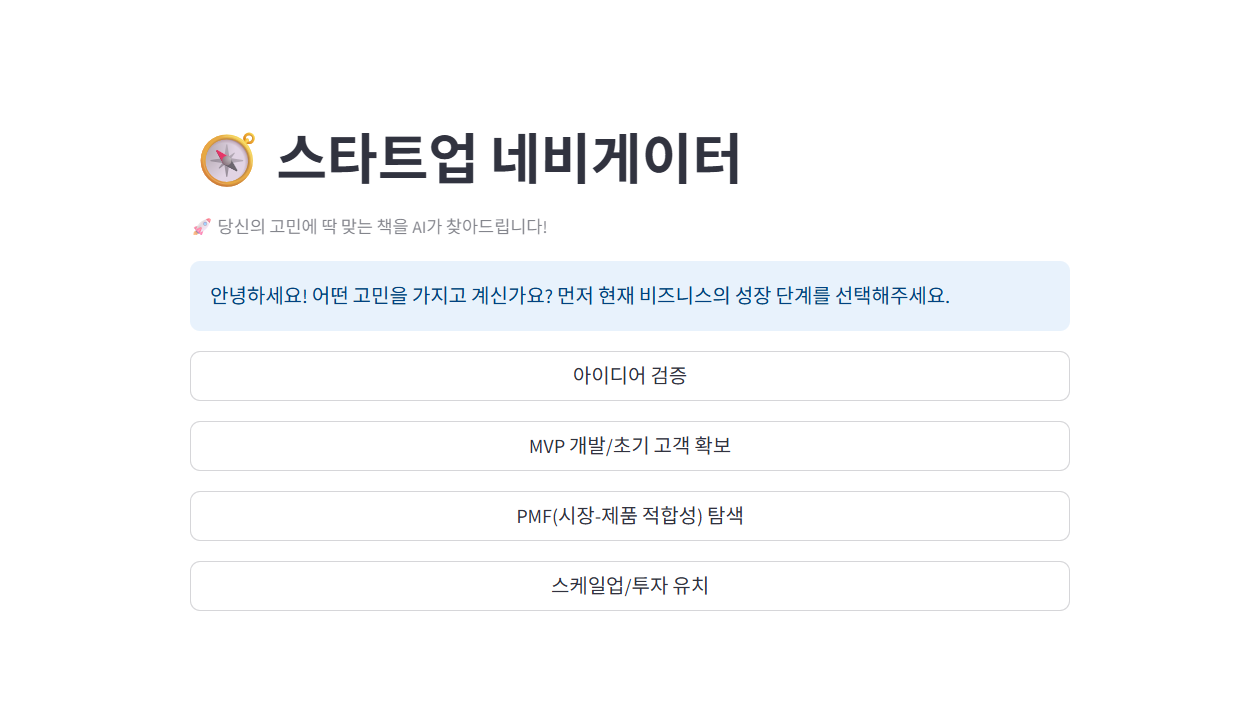 스타트업 네비게이터
당신의 고민에 딱 맞는 책을 AI가 찾아드립니다!
안녕하세요! 어떤 고민을 가지고 계신가요? 먼저 현재 비즈니스의 성장 단계를 선택해주세요.
아이디어 검증
MVP 개발/초기 고객 확보
PMF(시장-제품 적합성) 탐색
스케일업/투자 유치